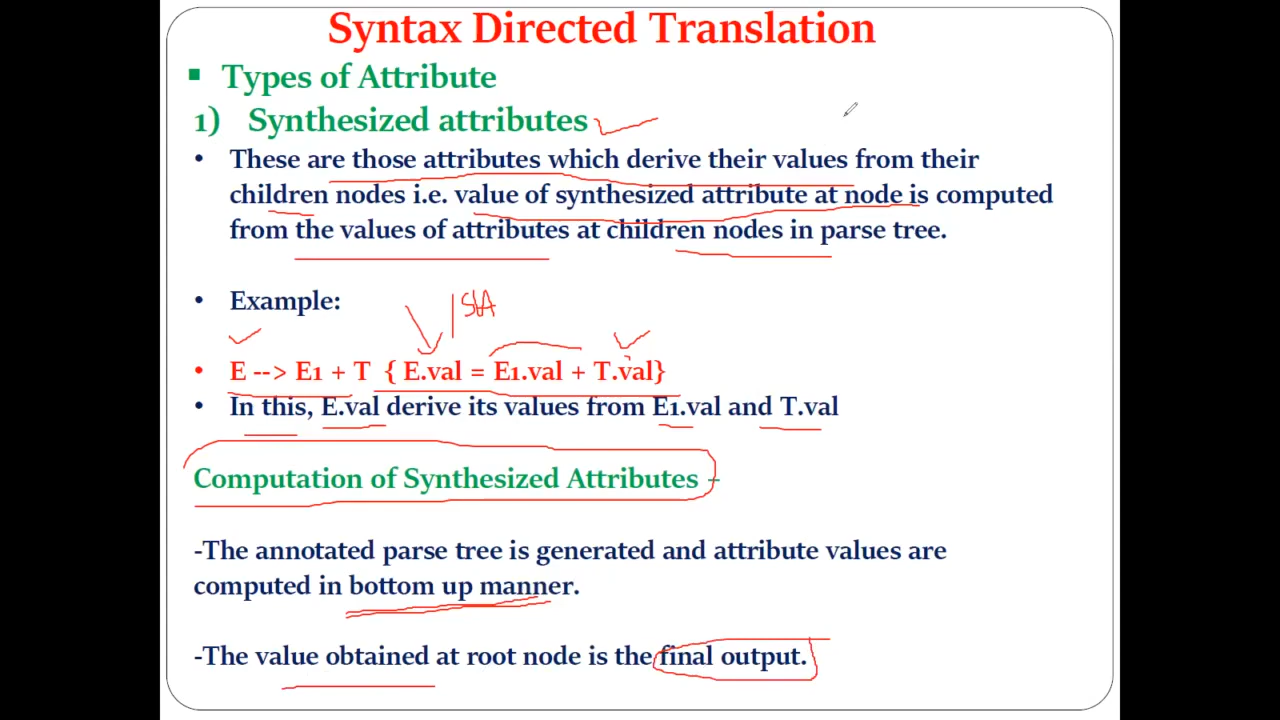 Syntax Directed Translation
▪ Types of Attribute
1) Synthesized attributes
• These are those attributes which derive their values from their
children nodes i.e. value of synthesized attribute at node is computed
from the values of attributes at children nodes in parse tree.
• Example:
S/A
• E --> E1 + T { E.val = E1.val + T.val}
• In this, E.val derive its values from E1.val and T.val
Computation of Synthesized Attributes –
-The annotated parse tree is generated and attribute values are
computed in bottom up manner.
-The value obtained at root node is the final output.